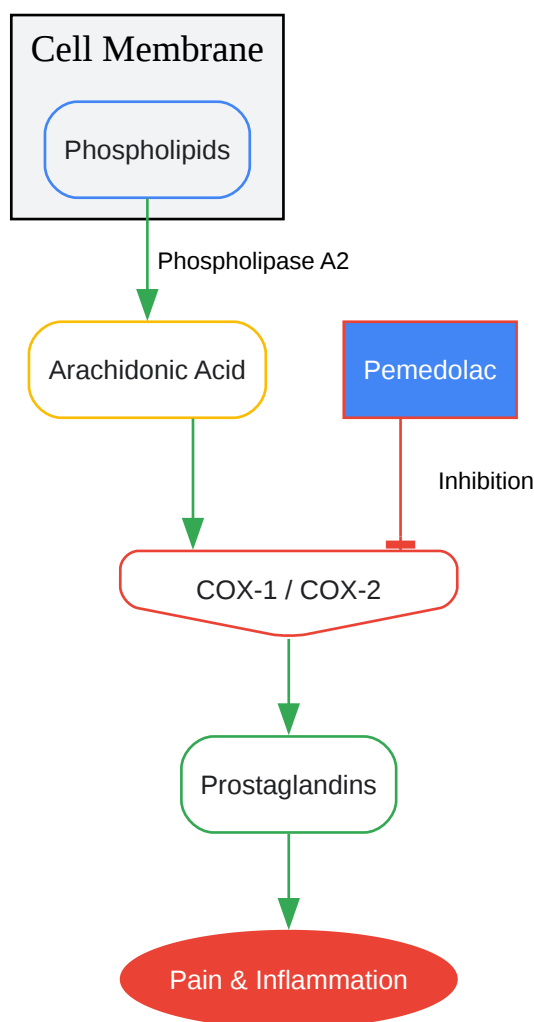 Cell Membrane
Phospholipids
Phospholipase A2
Arachidonic Acid
Pemedolac
Inhibition
COX-1 / COX-2
Prostaglandins
Pain & Inflammation